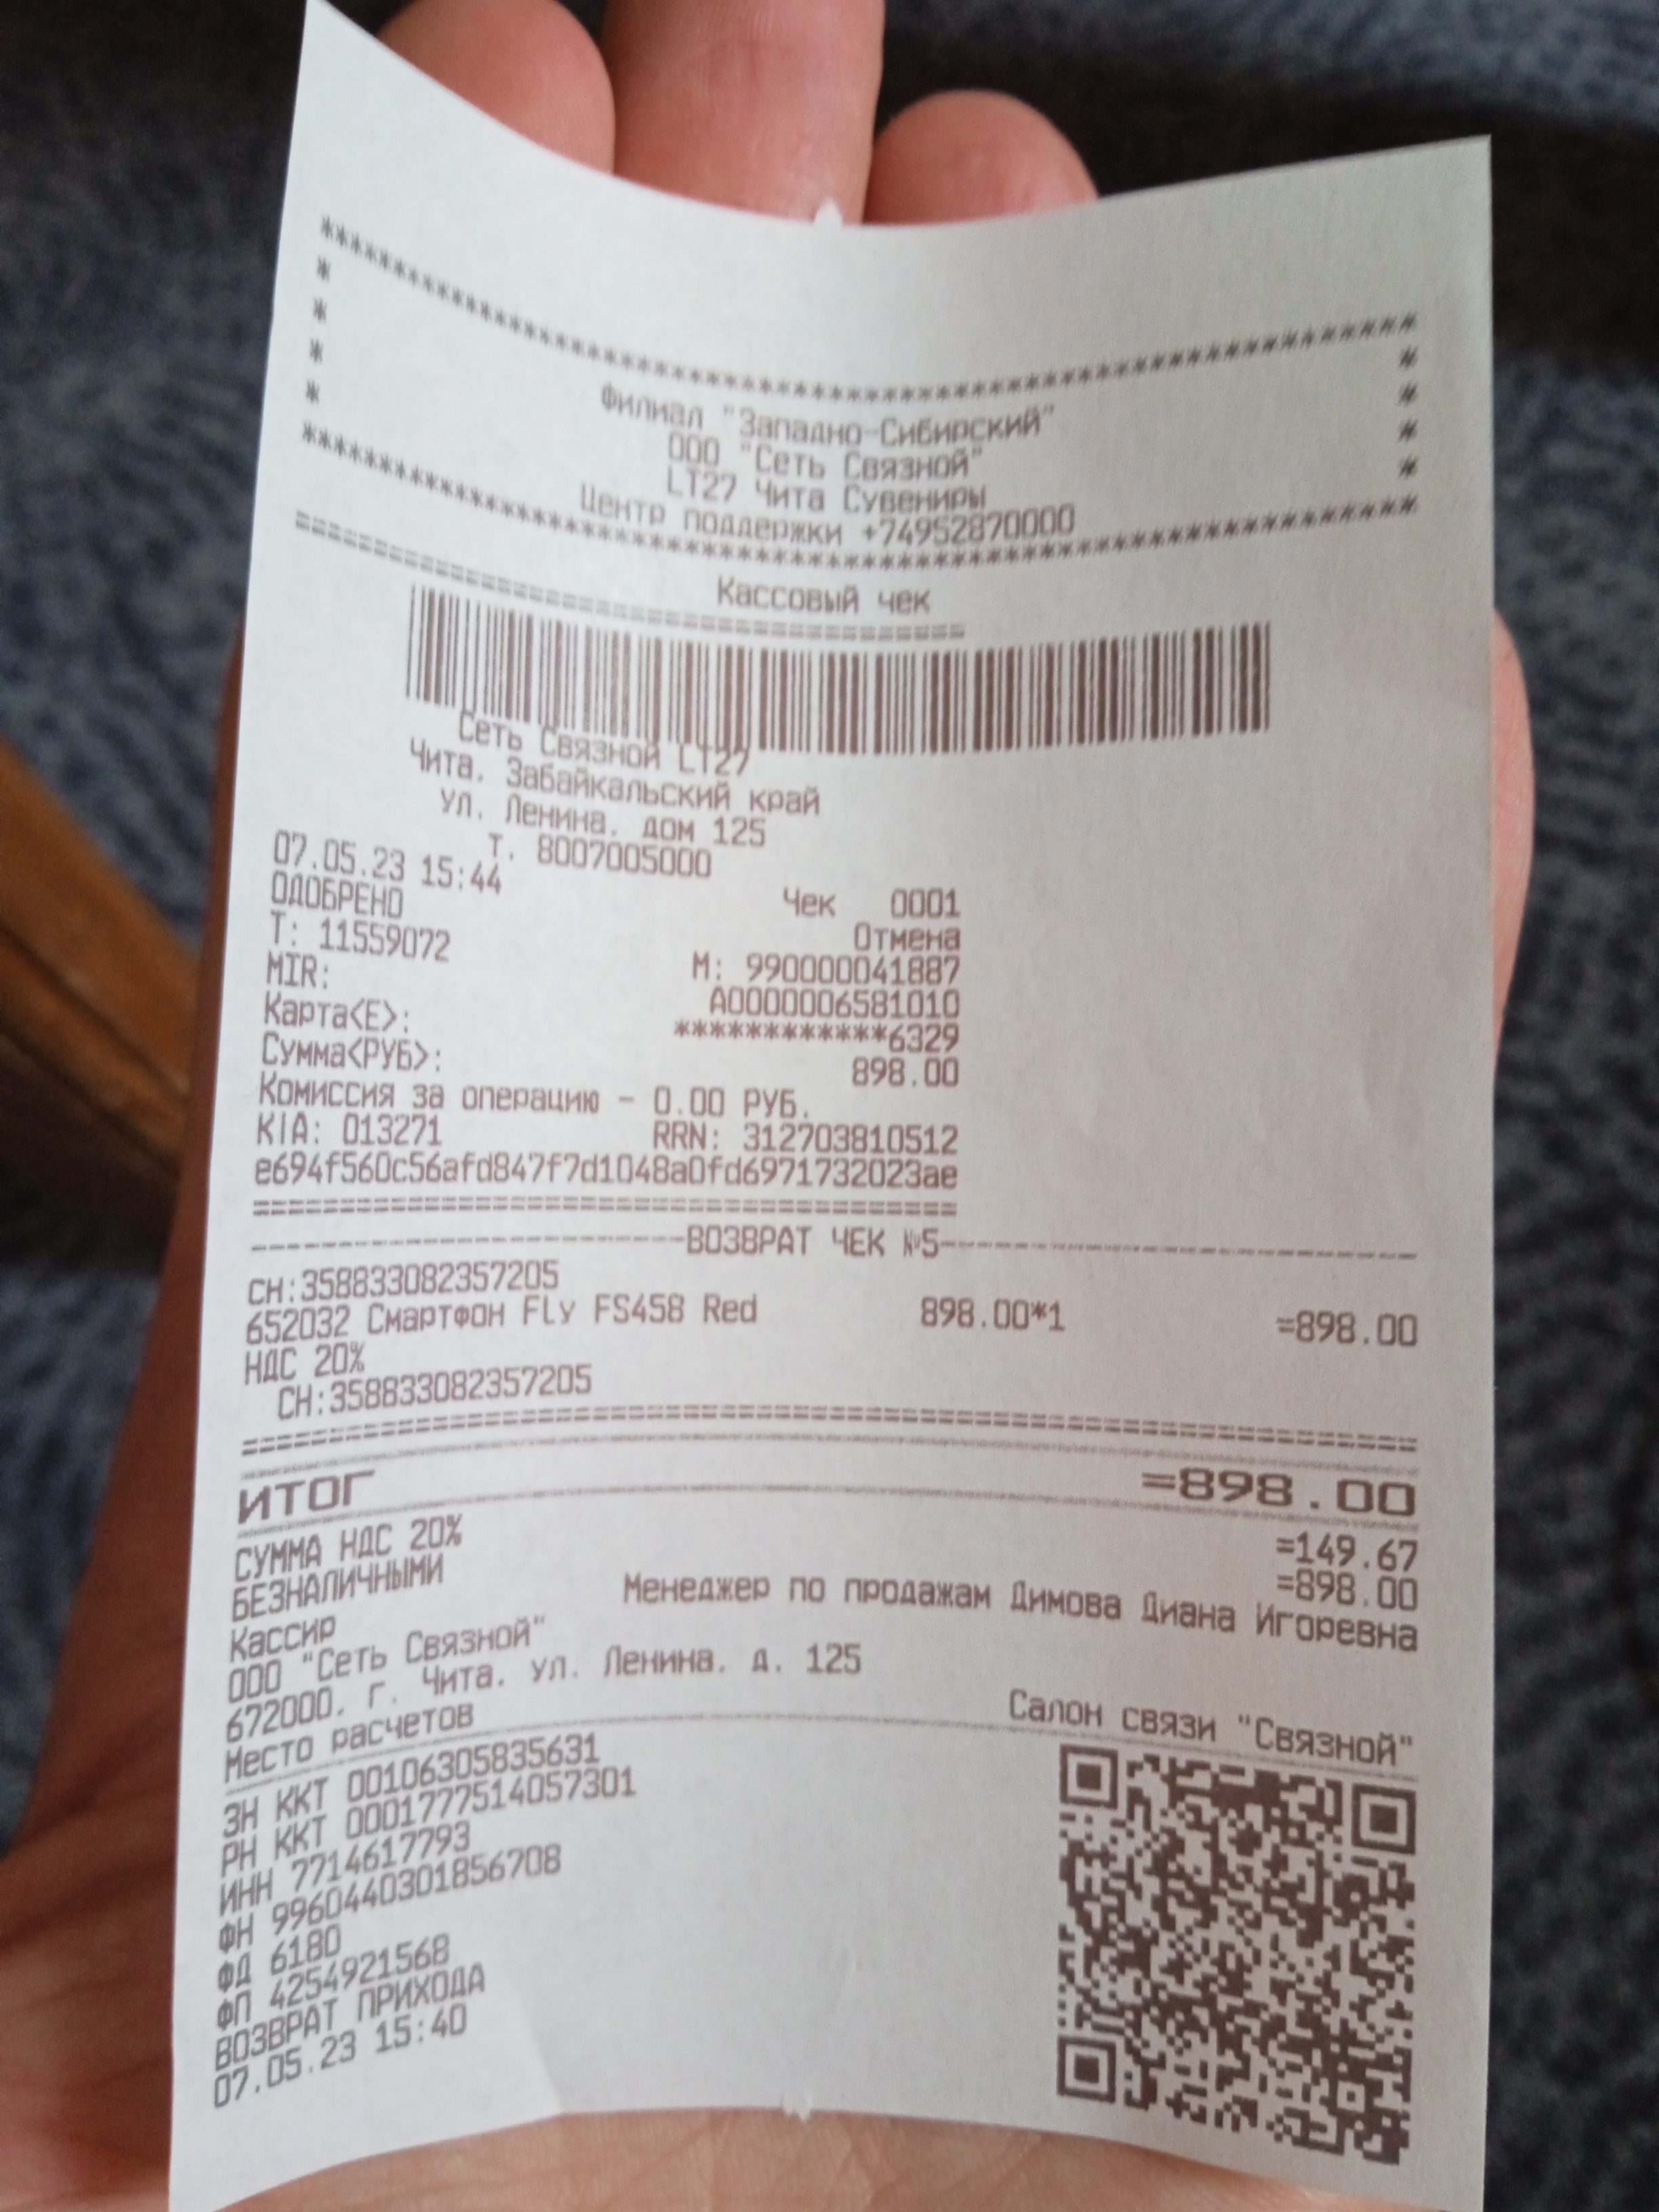 ****************************************************************
*                                                              *
* Филиал "Западно-Сибирский" *
* ООО "Сеть Связной" *
* LT27 Чита Сувениры *
Центр поддержки +74952870000
****************************************************************
Кассовый чек
================================================
Сеть Связной LT27
Чита, Забайкальский край
ул. Ленина, дом 125
Т. 8007005000
07.05.23 15:44 Чек 0001
ОДОБРЕНО Отмена
Т: 11559072 М: 990000041887
MIR: A0000006581010
Карта<E>: ************6329
Сумма<РУБ>: 898.00
Комиссия за операцию - 0.00 РУБ.
KIA: 013271 RRN: 312703810512
e694f560c56afd847f7d1048a0fd6971732023ae
================================================
------------------------------ВОЗВРАТ ЧЕК №5---------------------------------
СН:358833082357205
652032 Смартфон Fly FS458 Red 898.00*1 =898.00
НДС 20%
СН:358833082357205
================================================================
ИТОГ =898.00
СУММА НДС 20% =149.67
БЕЗНАЛИЧНЫМИ =898.00
Кассир Менеджер по продажам Димова Диана Игоревна
ООО "Сеть Связной"
672000, г. Чита, ул. Ленина, д. 125
Место расчетов Салон связи "Связной"
ЗН ККТ 00106305835631
РН ККТ 0001777514057301
ИНН 7714617793
ФН 9960440301856708
ФД 6180
ФП 4254921568
ВОЗВРАТ ПРИХОДА
07.05.23 15:40